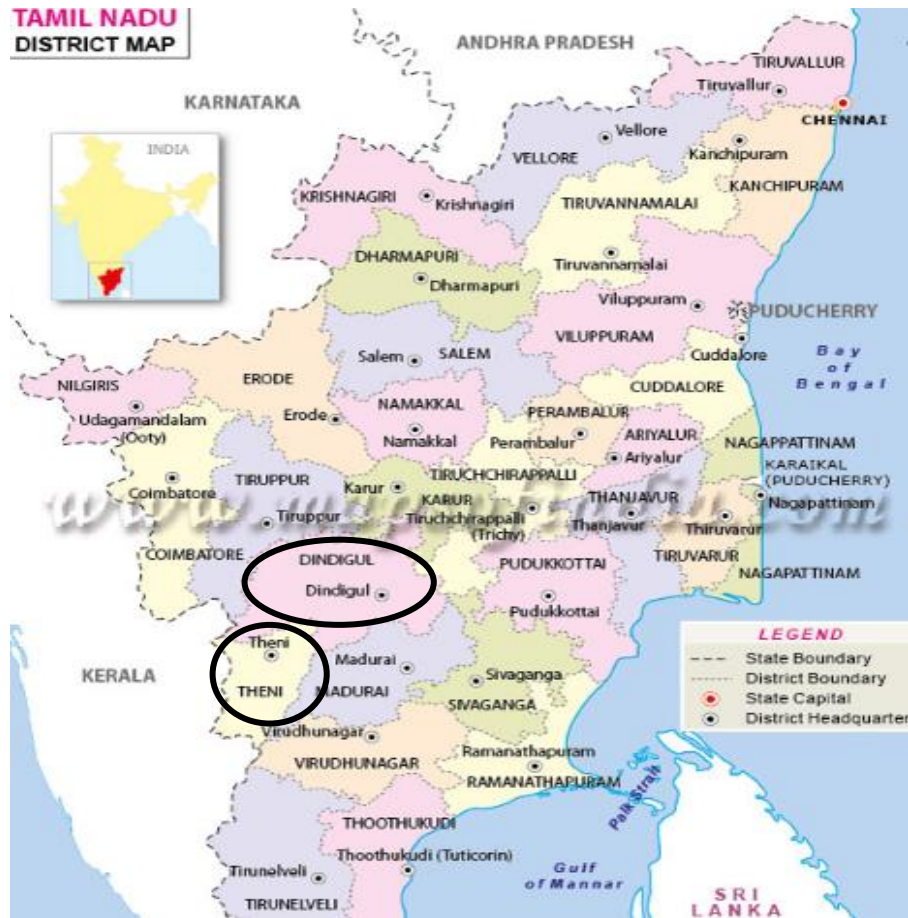 TAMIL NADU
DISTRICT MAP
ANDHRA PRADESH
KARNATAKA
INDIA
TIRUVALLUR
Tiruvallur
CHENNAI
Vellore
VELLORE
Kanchipuram
KANCHIPURAM
KRISHNAGIRI
Krishnagiri
TIRUVANNAMALAI
Tiruvannamalai
DHARMAPURI
Dharmapuri
Viluppuram
VILUPPURAM
PUDUCHERRY
Salem
SALEM
Cuddalore
CUDDALORE
Bay
of
Bengal
NILGIRIS
Udagamandalam
(Ooty)
ERODE
Erode
NAMAKKAL
Namakkal
PERAMBALUR
Perambalur
ARIYALUR
Ariyalur
NAGAPPATTINAM
KARAIKAL
(PUDUCHERRY)
Nagapattinam
Coimbatore
TIRUPPUR
Tiruppur
Karur
KARUR
TIRUCHCHIRAPPALLI
Tiruchchirappalli
(Trichy)
THANJAVUR
Thanjavur
Thiruvarur
TIRUVARUR
NAGAPATTINAM
www.mapsofindia.com
COIMBATORE
DINDIGUL
Dindigul
PUDUKKOTTAI
Pudukkottai
KERALA
Theni
THENI
Madurai
MADURAI
Sivaganga
SIVAGANGA
LEGEND
State Boundary
District Boundary
State Capital
District Headquarter
Virudhunagar
VIRUDHUNAGAR
Ramanathapuram
RAMANATHAPURAM
Palk Strait
THOOTHUKUDI
Thoothukudi (Tuticorin)
Tirunelveli
TIRUNELVELI
Gulf
of Mannar
SRI
LANKA